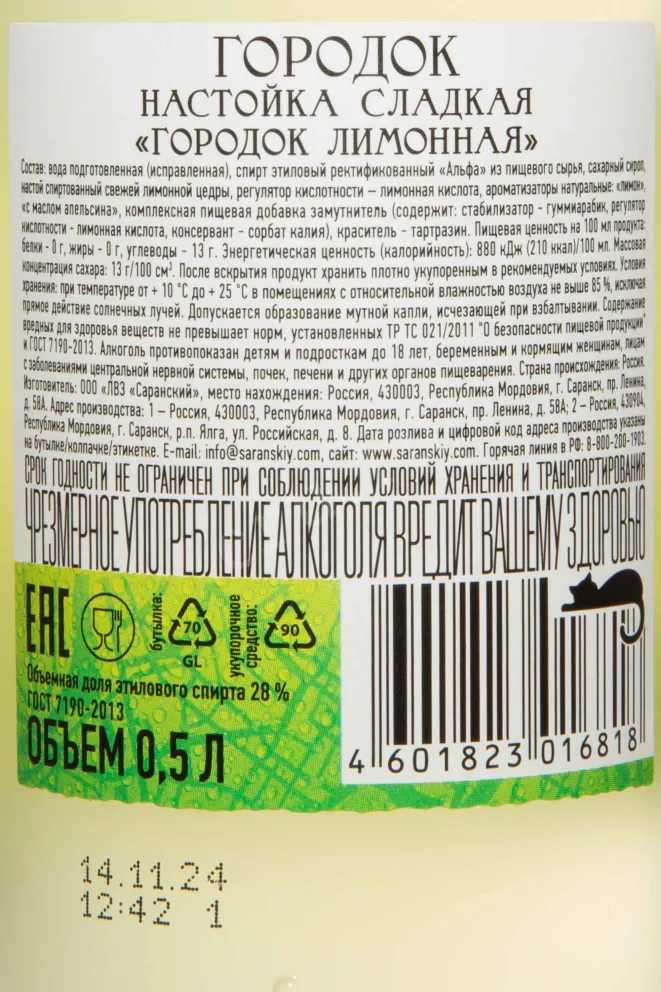 ГОРОДОК
НАСТОЙКА СЛАДКАЯ
«ГОРОДОК ЛИМОННАЯ»
Состав: вода подготовленная (исправленная), спирт этиловый ректификованный «Альфа» из пищевого сырья, сахарный сироп,
настой спиртованный свежей лимонной цедры, регулятор кислотности – лимонная кислота, ароматизаторы натуральные: «лимон»,
«с маслом апельсина», комплексная пищевая добавка замутнитель (содержит: стабилизатор - гуммиарабик, регулятор
кислотности - лимонная кислота, консервант - сорбат калия), краситель - тартразин. Пищевая ценность на 100 мл продукта:
белки - 0 г, жиры - 0 г, углеводы - 13 г. Энергетическая ценность (калорийность): 880 кДж (210 ккал)/100 мл. Массовая
концентрация сахара: 13 г/100 см³. После вскрытия продукт хранить плотно укупоренным в рекомендуемых условиях. Условия
хранения: при температуре от + 10 °С до + 25 °С в помещениях с относительной влажностью воздуха не выше 85 %, исключая
прямое действие солнечных лучей. Допускается образование мутной капли, исчезающей при взбалтывании. Содержание
вредных для здоровья веществ не превышает норм, установленных ТР ТС 021/2011 "О безопасности пищевой продукции"
и ГОСТ 7190-2013. Алкоголь противопоказан детям и подросткам до 18 лет, беременным и кормящим женщинам, лицам
с заболеваниями центральной нервной системы, почек, печени и других органов пищеварения. Страна происхождения: Россия.
Изготовитель: ООО «ЛВЗ «Саранский», место нахождения: Россия, 430003, Республика Мордовия, г. Саранск, пр. Ленина,
д. 58А. Адрес производства: 1 – Россия, 430003, Республика Мордовия, г. Саранск, пр. Ленина, д. 58А; 2 – Россия, 430904,
Республика Мордовия, г. Саранск, р.п. Ялга, ул. Российская, д. 8. Дата розлива и цифровой код адреса производства указаны
на бутылке/колпачке/этикетке. E-mail: info@saranskiy.com, сайт: www.saranskiy.com. Горячая линия в РФ: 8-800-200-1903.
СРОК ГОДНОСТИ НЕ ОГРАНИЧЕН ПРИ СОБЛЮДЕНИИ УСЛОВИЙ ХРАНЕНИЯ И ТРАНСПОРТИРОВАНИЯ
ЧРЕЗМЕРНОЕ УПОТРЕБЛЕНИЕ АЛКОГОЛЯ ВРЕДИТ ВАШЕМУ ЗДОРОВЬЮ
EAC
бутылка:
70
GL
укупорочное
средство:
90
Объемная доля этилового спирта 28 %
ГОСТ 7190-2013
ОБЪЕМ 0,5 Л
4 601823 016818
14.11.24
12:42 1